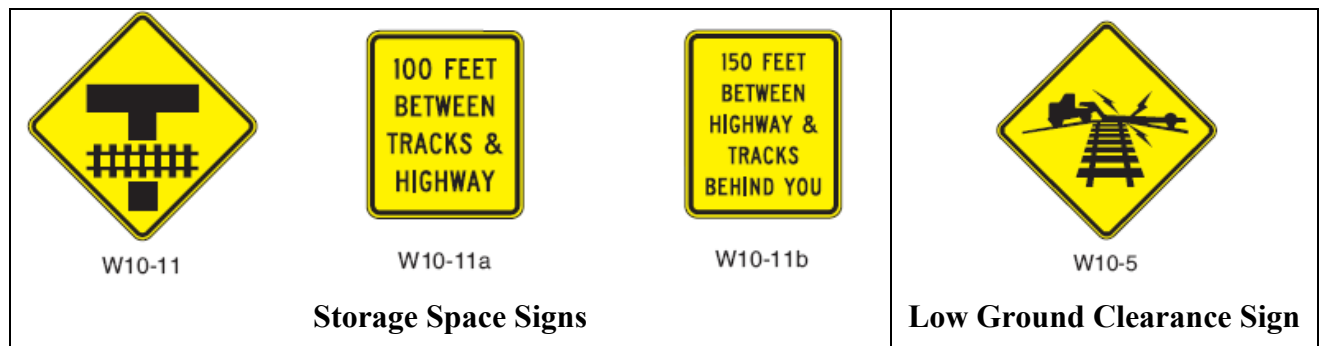 100 FEET
BETWEEN
TRACKS &
HIGHWAY
150 FEET
BETWEEN
HIGHWAY &
TRACKS
BEHIND YOU
W10-11
W10-11a
W10-11b
W10-5
Storage Space Signs
Low Ground Clearance Sign